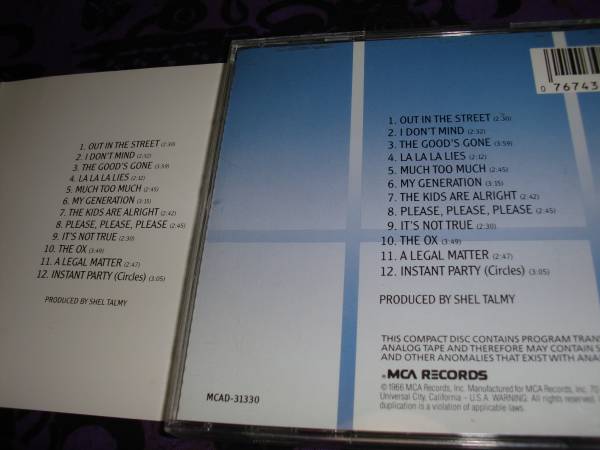 1. OUT IN THE STREET (2:30)
2. I DON'T MIND (2:32)
3. THE GOOD'S GONE (3:59)
4. LA LA LA LIES (2:12)
5. MUCH TOO MUCH (2:45)
6. MY GENERATION (3:15)
7. THE KIDS ARE ALRIGHT (2:42)
8. PLEASE, PLEASE, PLEASE (2:45)
9. IT'S NOT TRUE (2:30)
10. THE OX (3:49)
11. A LEGAL MATTER (2:47)
12. INSTANT PARTY (Circles) (3:05)
PRODUCED BY SHEL TALMY
0 76743
1. OUT IN THE STREET (2:30)
2. I DON'T MIND (2:32)
3. THE GOOD'S GONE (3:59)
4. LA LA LA LIES (2:12)
5. MUCH TOO MUCH (2:45)
6. MY GENERATION (3:15)
7. THE KIDS ARE ALRIGHT (2:42)
8. PLEASE, PLEASE, PLEASE (2:45)
9. IT'S NOT TRUE (2:30)
10. THE OX (3:49)
11. A LEGAL MATTER (2:47)
12. INSTANT PARTY (Circles) (3:05)
PRODUCED BY SHEL TALMY
THIS COMPACT DISC CONTAINS PROGRAM TRAN
ANALOG TAPE AND THEREFORE MAY CONTAIN S
AND OTHER ANOMALIES THAT EXIST WITH ANA
MCA RECORDS
©1966 MCA Records, Inc. Manufactured for MCA Records, Inc. 70
Universal City, California - U.S.A. WARNING: All rights reserved.
duplication is a violation of applicable laws.
MCAD-31330